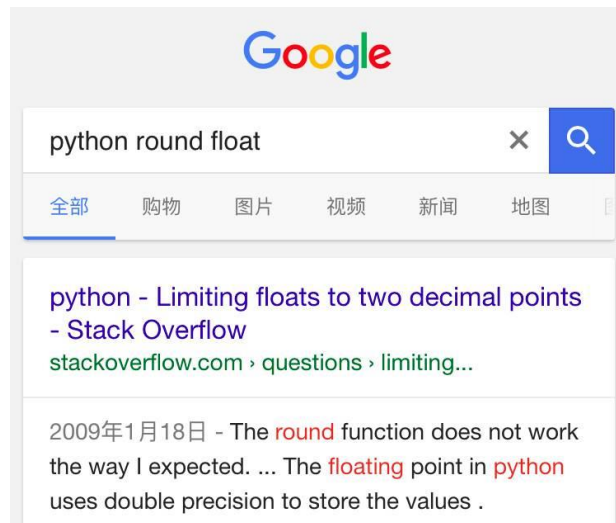 Google
python round float
全部 购物 图片 视频 新闻 地图
python - Limiting floats to two decimal points
- Stack Overflow
stackoverflow.com › questions › limiting...
2009年1月18日 - The round function does not work
the way I expected. ... The floating point in python
uses double precision to store the values .